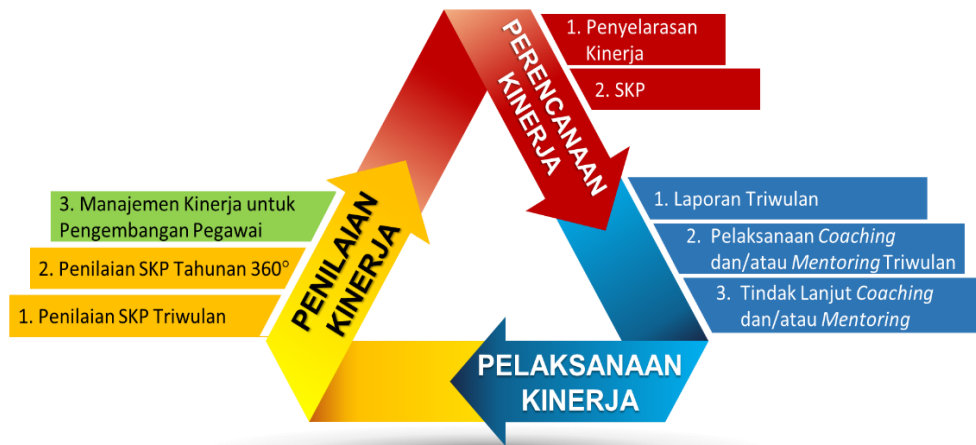 PERENCANAAN
KINERJA
1. Penyelarasan
Kinerja
2. SKP
1. Laporan Triwulan
2. Pelaksanaan Coaching
dan/atau Mentoring Triwulan
3. Tindak Lanjut Coaching
dan/atau Mentoring
PELAKSANAAN
KINERJA
PENILAIAN
KINERJA
3. Manajemen Kinerja untuk
Pengembangan Pegawai
2. Penilaian SKP Tahunan 360°
1. Penilaian SKP Triwulan